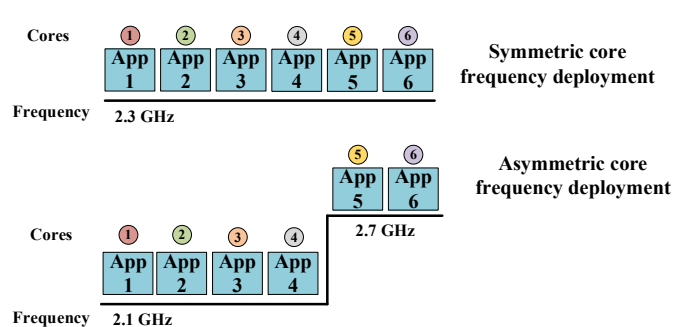 Cores 1 2 3 4 5 6
App App App App App App
1 2 3 4 5 6
Symmetric core
frequency deployment
Frequency 2.3 GHz
5 6
App App
5 6
Asymmetric core
frequency deployment
2.7 GHz
Cores 1 2 3 4
App App App App
1 2 3 4
Frequency 2.1 GHz